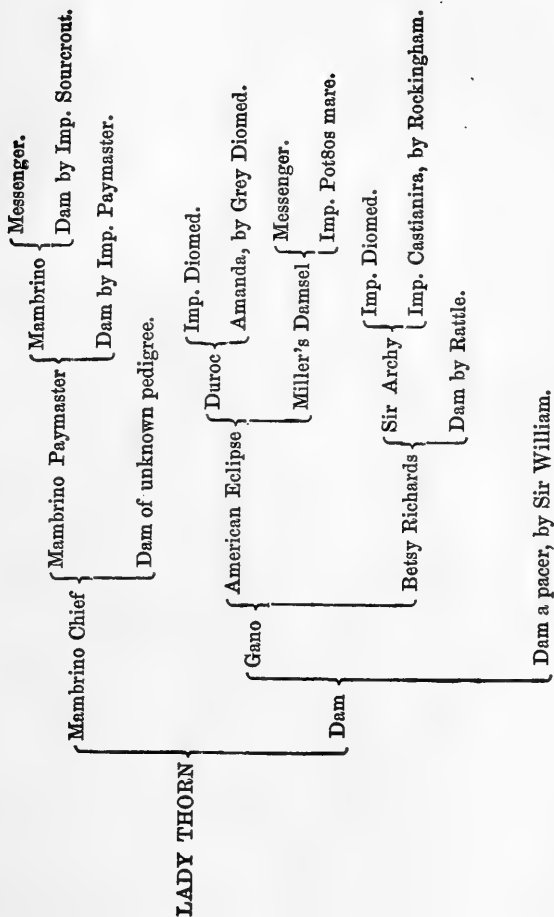 LADY THORN
Mambrino Chief
Mambrino Paymaster
Mambrino
Messenger.
Dam by Imp. Sourcrout.
Dam by Imp. Paymaster.
Dam of unknown pedigree.
Dam
Gano
American Eclipse
Duroc
Imp. Diomed.
Amanda, by Grey Diomed.
Miller's Damsel
Messenger.
Imp. Pot8os mare.
Betsy Richards
Sir Archy
Imp. Diomed.
Imp. Castianira, by Rockingham.
Dam by Rattle.
Dam a pacer, by Sir William.